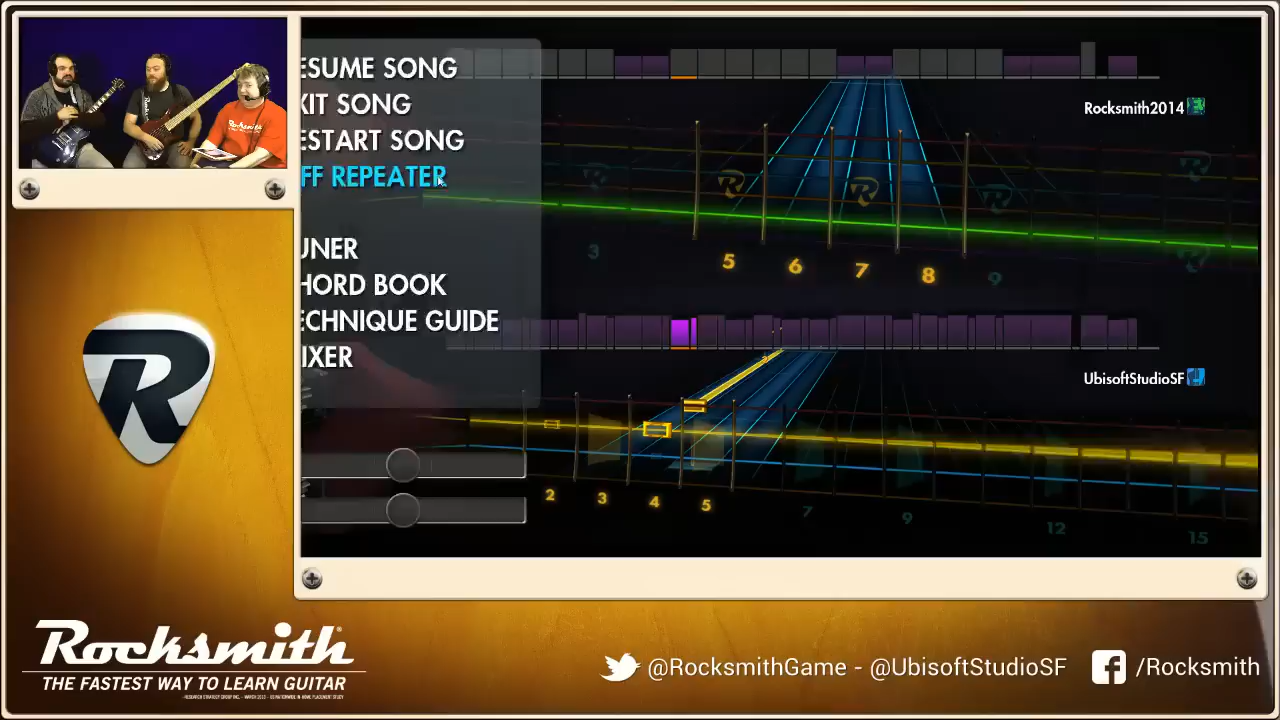 ESUME SONG
XIT SONG
ESTART SONG
FF REPEATER
UNER
HORD BOOK
ECHNIQUE GUIDE
IXER
Rocksmith2014
3 5 6 7 8 9
UbisoftStudioSF
2 3 4 5 7 9 12 15
Rocksmith
R
Rocksmith®
THE FASTEST WAY TO LEARN GUITAR
@RocksmithGame - @UbisoftStudioSF
/Rocksmith